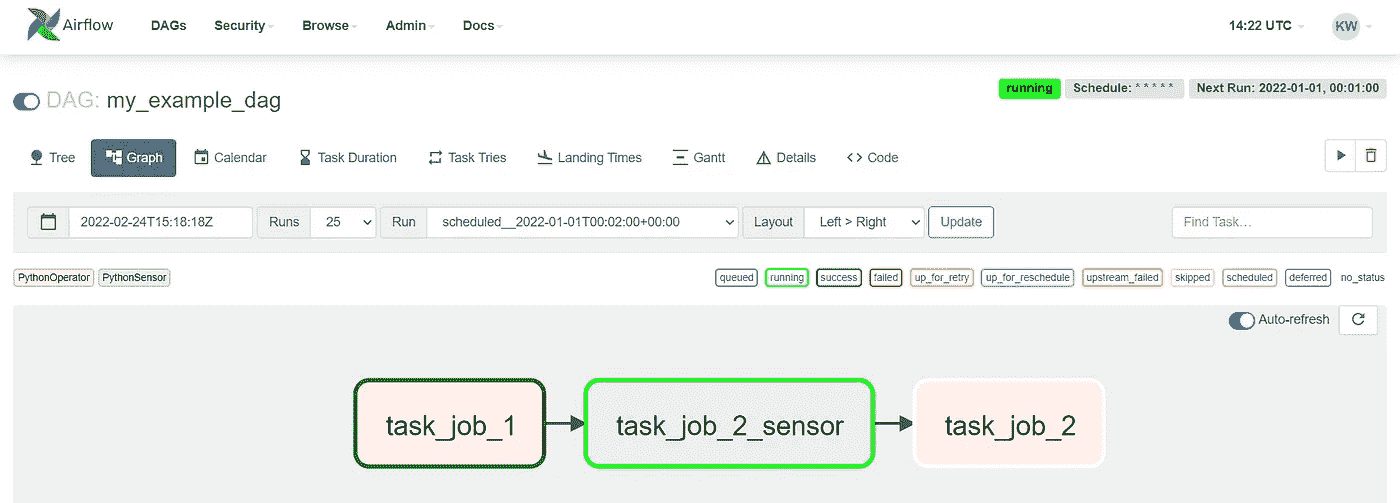 Airflow DAGs Security Browse Admin Docs 14:22 UTC KW
DAG: my_example_dag running Schedule: * * * * * Next Run: 2022-01-01, 00:01:00
Tree Graph Calendar Task Duration Task Tries Landing Times Gantt Details <> Code
2022-02-24T15:18:18Z Runs 25 Run scheduled__2022-01-01T00:02:00+00:00 Layout Left > Right Update Find Task...
PythonOperator PythonSensor queued running success failed up_for_retry up_for_reschedule upstream_failed skipped scheduled deferred no_status
Auto-refresh
task_job_1 task_job_2_sensor task_job_2